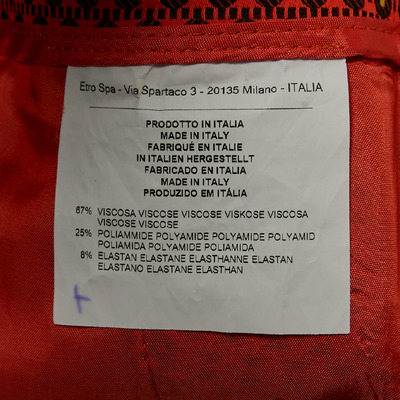 Etro Spa - Via Spartaco 3 - 20135 Milano - ITALIA
PRODOTTO IN ITALIA
MADE IN ITALY
FABRIQUÉ EN ITALIE
IN ITALIEN HERGESTELLT
FABRICADO EN ITALIA
MADE IN ITALY
PRODUZIDO EM ITÁLIA
67% VISCOSA VISCOSE VISCOSE VISKOSE VISCOSA
VISCOSE VISCOSE
25% POLIAMMIDE POLYAMIDE POLYAMIDE POLYAMID
POLIAMIDA POLYAMIDE POLIAMIDA
8% ELASTAN ELASTANE ELASTHANNE ELASTAN
ELASTANO ELASTANE ELASTHAN